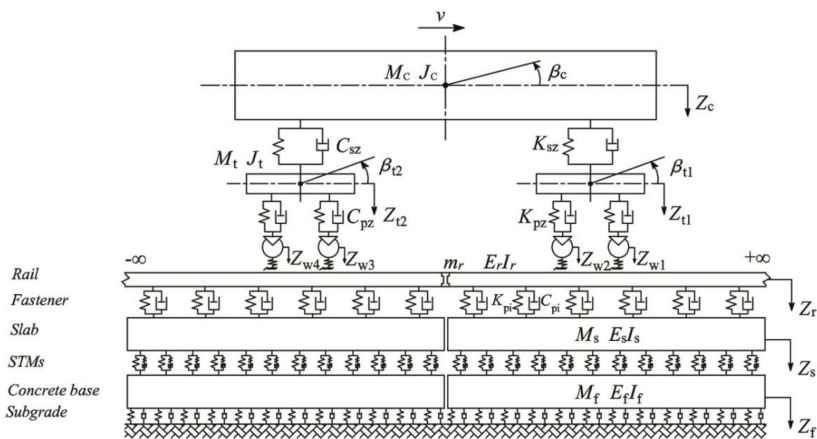 v
Mc Jc
βc
Zc
Csz
Ksz
Mt Jt
βt2
βt1
Cpz
Zt2
Kpz
Zt1
-∞
Zw4
Zw3
mr
ErIr
Zw2
Zw1
+∞
Rail
Zr
Fastener
Kpi
Cpi
Slab
Ms EsIs
STMs
Zs
Concrete base
Mf EfIf
Subgrade
Zf